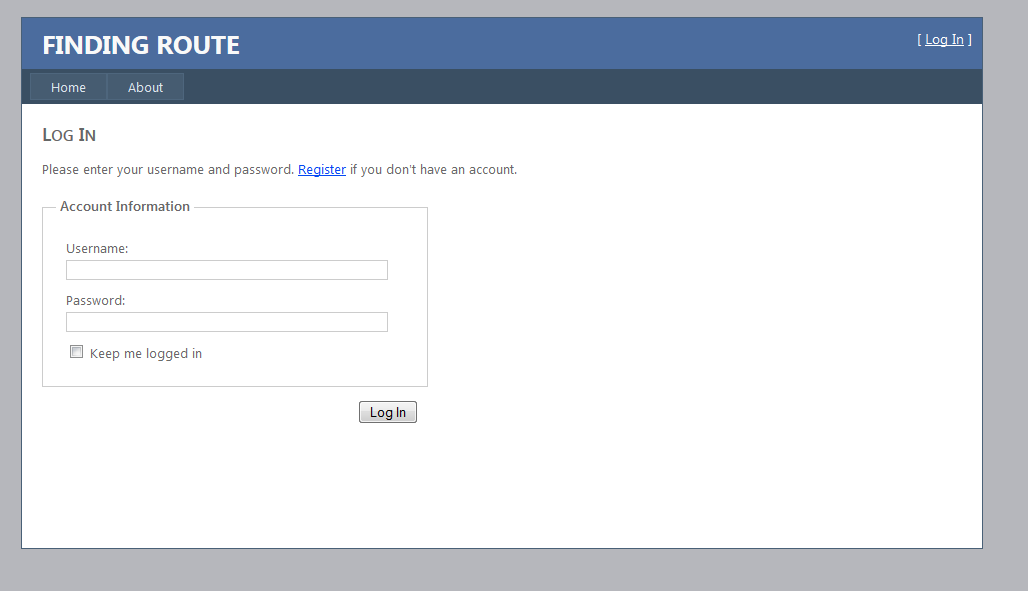 FINDING ROUTE
[ Log In ]
Home About
LOG IN
Please enter your username and password. Register if you don't have an account.
Account Information
Username:
Password:
Keep me logged in
Log In